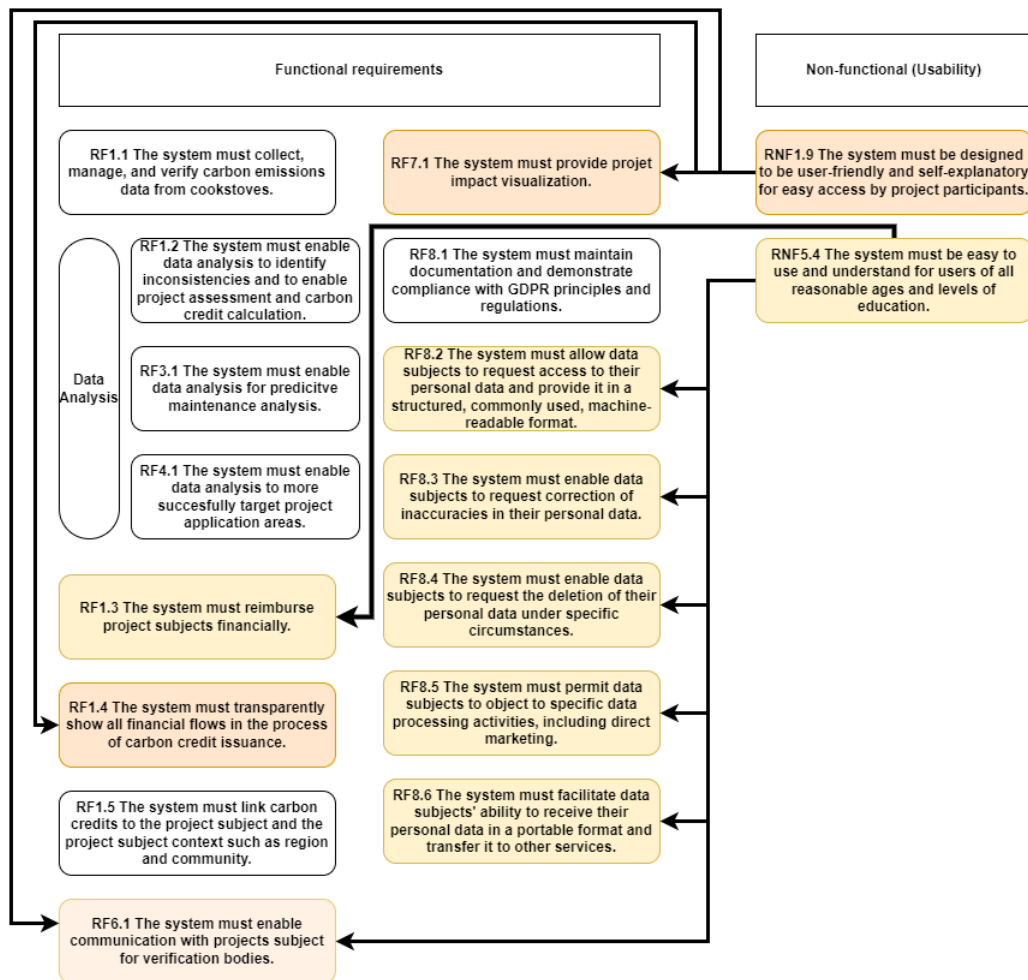 Functional requirements
Non-functional (Usability)
RF1.1 The system must collect,
manage, and verify carbon emissions
data from cookstoves.
RF7.1 The system must provide projet
impact visualization.
RNF1.9 The system must be designed
to be user-friendly and self-explanatory
for easy access by project participants.
Data
Analysis
RF1.2 The system must enable
data analysis to identify
inconsistencies and to enable
project assessment and carbon
credit calculation.
RF8.1 The system must maintain
documentation and demonstrate
compliance with GDPR principles and
regulations.
RNF5.4 The system must be easy to
use and understand for users of all
reasonable ages and levels of
education.
RF3.1 The system must enable
data analysis for predicitve
maintenance analysis.
RF8.2 The system must allow data
subjects to request access to their
personal data and provide it in a
structured, commonly used, machine-
readable format.
RF4.1 The system must enable
data analysis to more
succesfully target project
application areas.
RF8.3 The system must enable data
subjects to request correction of
inaccuracies in their personal data.
RF1.3 The system must reimburse
project subjects financially.
RF8.4 The system must enable data
subjects to request the deletion of their
personal data under specific
circumstances.
RF1.4 The system must transparently
show all financial flows in the process
of carbon credit issuance.
RF8.5 The system must permit data
subjects to object to specific data
processing activities, including direct
marketing.
RF1.5 The system must link carbon
credits to the project subject and the
project subject context such as region
and community.
RF8.6 The system must facilitate data
subjects' ability to receive their
personal data in a portable format and
transfer it to other services.
RF6.1 The system must enable
communication with projects subject
for verification bodies.